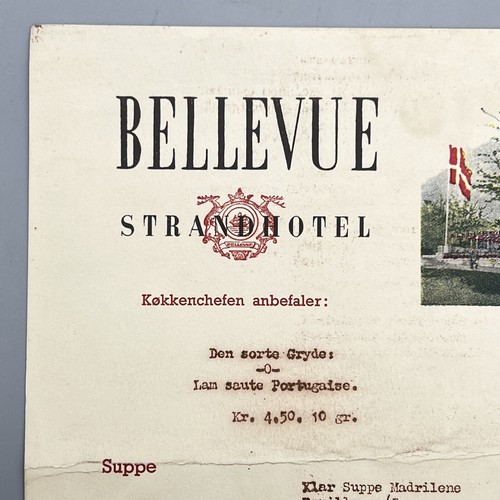 BELLEVUE
STRANDHOTEL
BELLEVUE
Køkkenchefen anbefaler:
Den sorte Gryde:
-O-
Lam saute Portugaise.
Kr. 4.50. 10 gr.
Suppe
Klar Suppe Madrilene